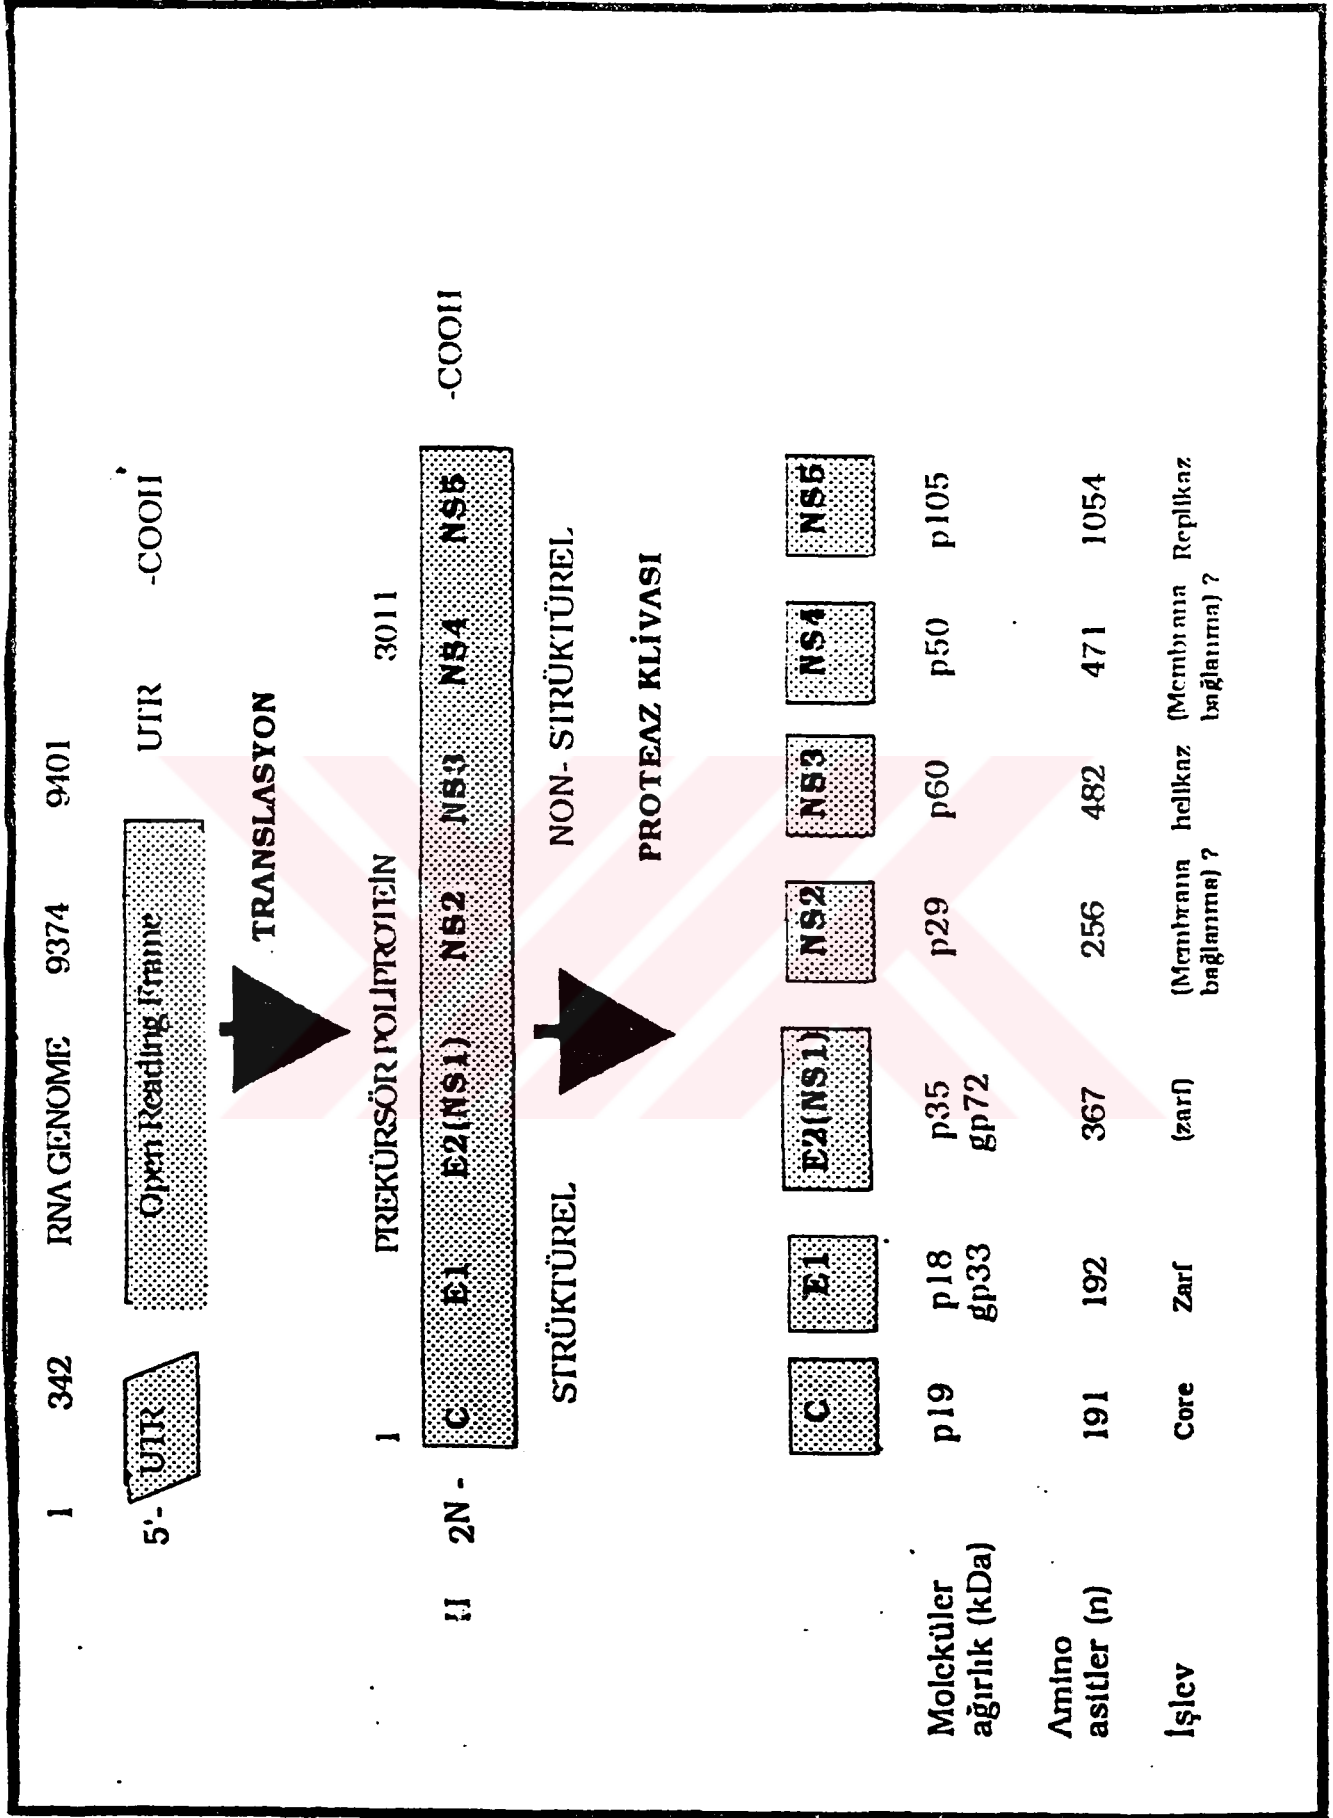 1 342 RNA GENOME 9374 9401
5'- UTR Open Reading Frame UTR -COOH
TRANSLASYON
1 PREKÜRSÖR POLİPROTEİN 3011
H 2N - C E1 E2(NS1) NS2 NS3 NS4 NS5 -COOH
STRÜKTÜREL NON- STRÜKTÜREL
PROTEAZ KLİVASI
C E1 E2(NS1) NS2 NS3 NS4 NS5
Moleküler p19 p18 p35 p29 p60 p50 p105
ağırlık (kDa) gp33 gp72
Amino
asitler (n) 191 192 367 256 482 471 1054
İşlev Core Zarf (zarf) (Membrana helikaz (Membrana Replikaz
bağlanma) ? bağlanma) ?